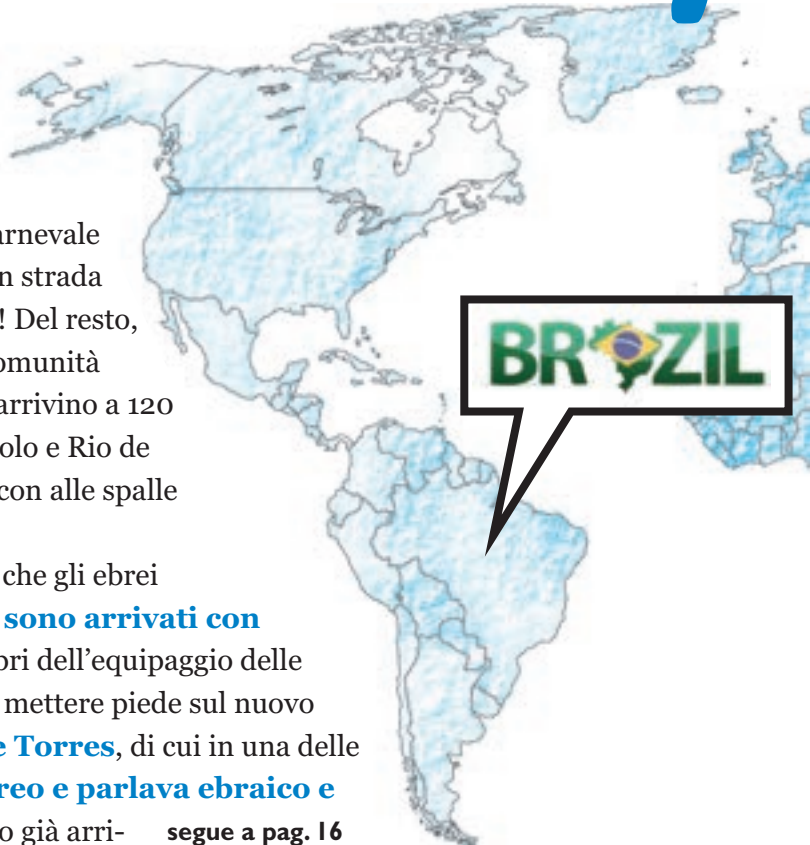 arnevale
n strada
! Del resto,
omunità
arrivino a 120
olo e Rio de
con alle spalle
che gli ebrei
sono arrivati con
bri dell'equipaggio delle
mettere piede sul nuovo
e Torres, di cui in una delle
reo e parlava ebraico e
o già arri-
segue a pag. 16
BRAZIL